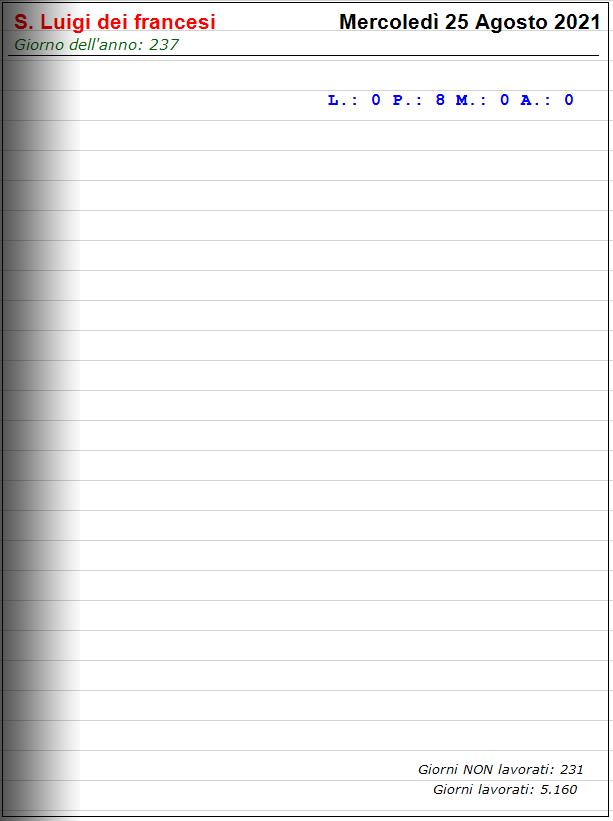 S. Luigi dei francesi Mercoledì 25 Agosto 2021
Giorno dell'anno: 237
L.: 0 P.: 8 M.: 0 A.: 0
Giorni NON lavorati: 231
Giorni lavorati: 5.160